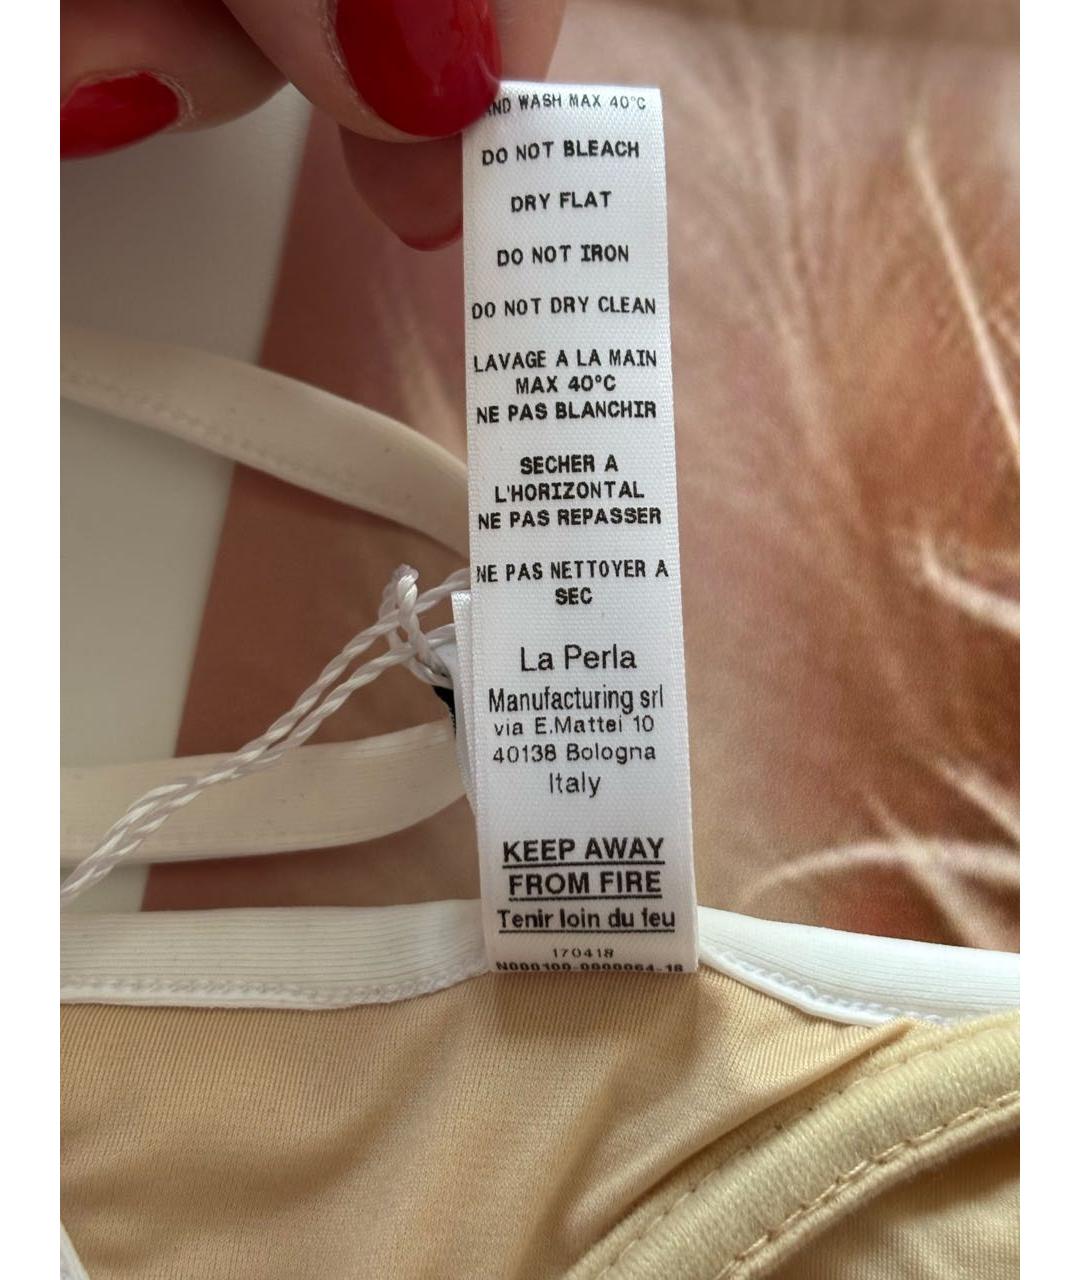 WASH MAX 40°C
DO NOT BLEACH
DRY FLAT
DO NOT IRON
DO NOT DRY CLEAN
LAVAGE A LA MAIN
MAX 40°C
NE PAS BLANCHIR
SECHER A
L'HORIZONTAL
NE PAS REPASSER
NE PAS NETTOYER A
SEC
La Perla
Manufacturing srl
via E.Mattei 10
40138 Bologna
Italy
KEEP AWAY
FROM FIRE
Tenir loin du feu
170418